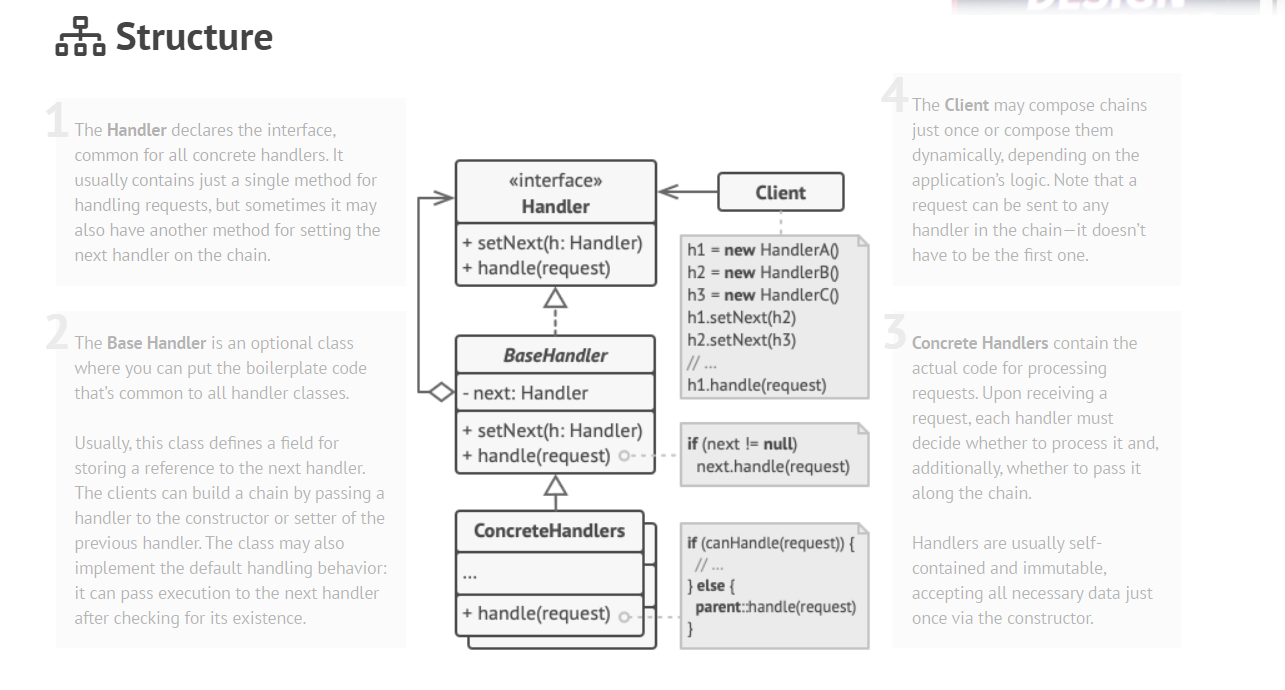 DESIGN
Structure
1
The Handler declares the interface,
common for all concrete handlers. It
usually contains just a single method for
handling requests, but sometimes it may
also have another method for setting the
next handler on the chain.
2
The Base Handler is an optional class
where you can put the boilerplate code
that's common to all handler classes.
Usually, this class defines a field for
storing a reference to the next handler.
The clients can build a chain by passing a
handler to the constructor or setter of the
previous handler. The class may also
implement the default handling behavior:
it can pass execution to the next handler
after checking for its existence.
«interface»
Handler
+ setNext(h: Handler)
+ handle(request)
BaseHandler
- next: Handler
+ setNext(h: Handler)
+ handle(request)
ConcreteHandlers
...
+ handle(request)
Client
h1 = new HandlerA()
h2 = new HandlerB()
h3 = new HandlerC()
h1.setNext(h2)
h2.setNext(h3)
// ...
h1.handle(request)
if (next != null)
next.handle(request)
if (canHandle(request)) {
// ...
} else {
parent::handle(request)
}
4
The Client may compose chains
just once or compose them
dynamically, depending on the
application's logic. Note that a
request can be sent to any
handler in the chain—it doesn't
have to be the first one.
3
Concrete Handlers contain the
actual code for processing
requests. Upon receiving a
request, each handler must
decide whether to process it and,
additionally, whether to pass it
along the chain.
Handlers are usually self-
contained and immutable,
accepting all necessary data just
once via the constructor.